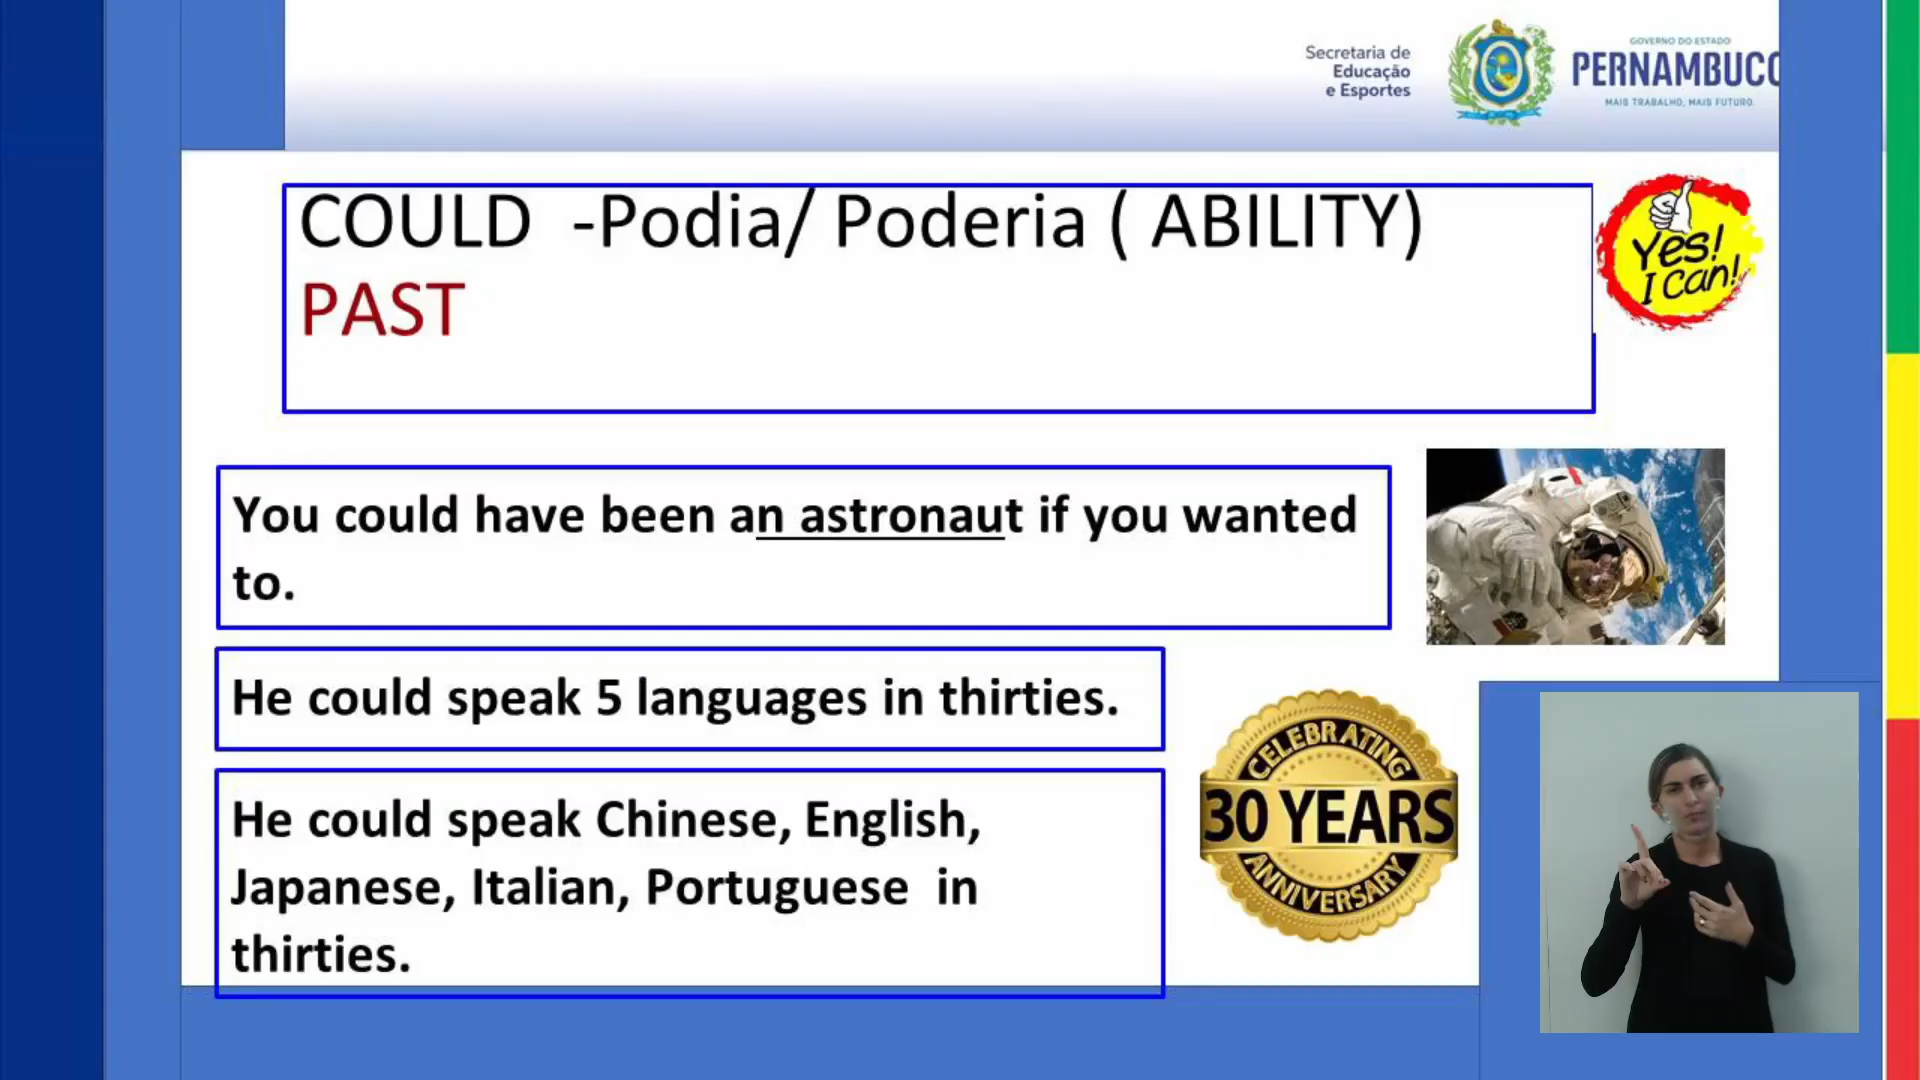 Secretaria de
Educação
e Esportes
GOVERNO DO ESTADO
PERNAMBUCO
MAIS TRABALHO, MAIS FUTURO.
COULD -Podia/ Poderia ( ABILITY)
PAST
Yes!
I can!
You could have been an astronaut if you wanted
to.
He could speak 5 languages in thirties.
He could speak Chinese, English,
Japanese, Italian, Portuguese in
thirties.
CELEBRATING
30 YEARS
ANNIVERSARY